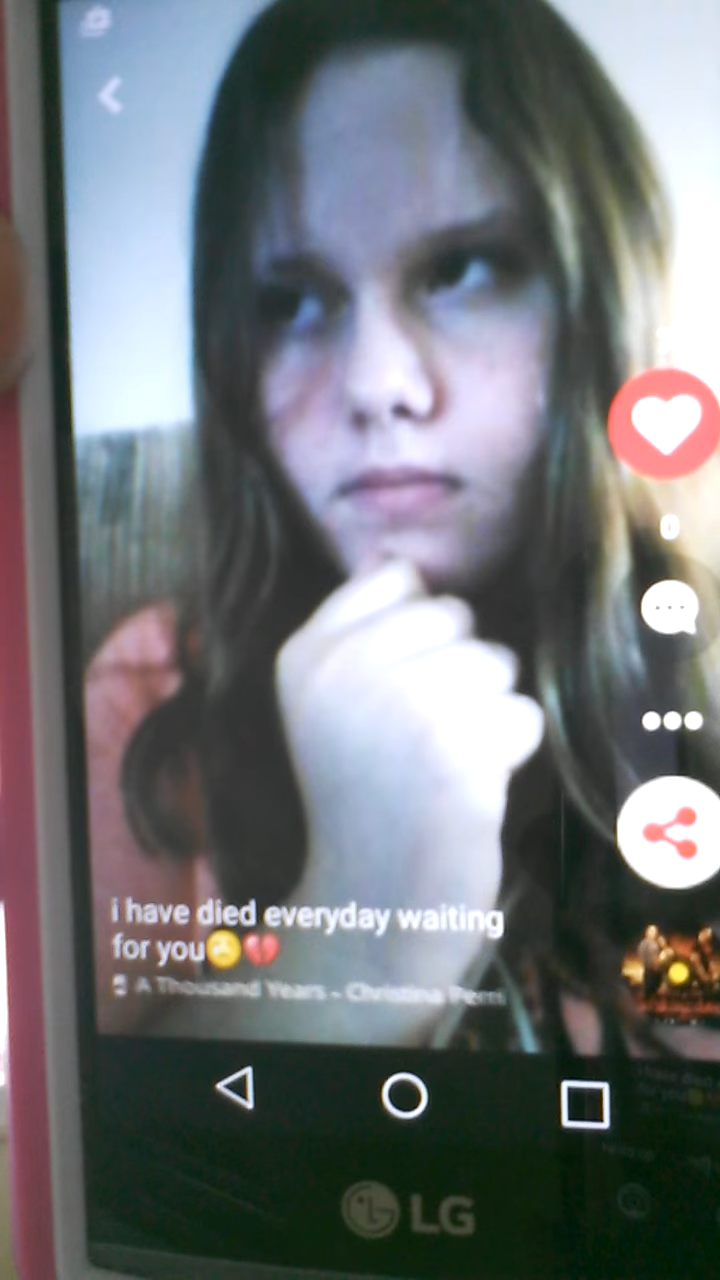 0
i have died everyday waiting
for you😢💔
A Thousand Years - Christina Perri
LG